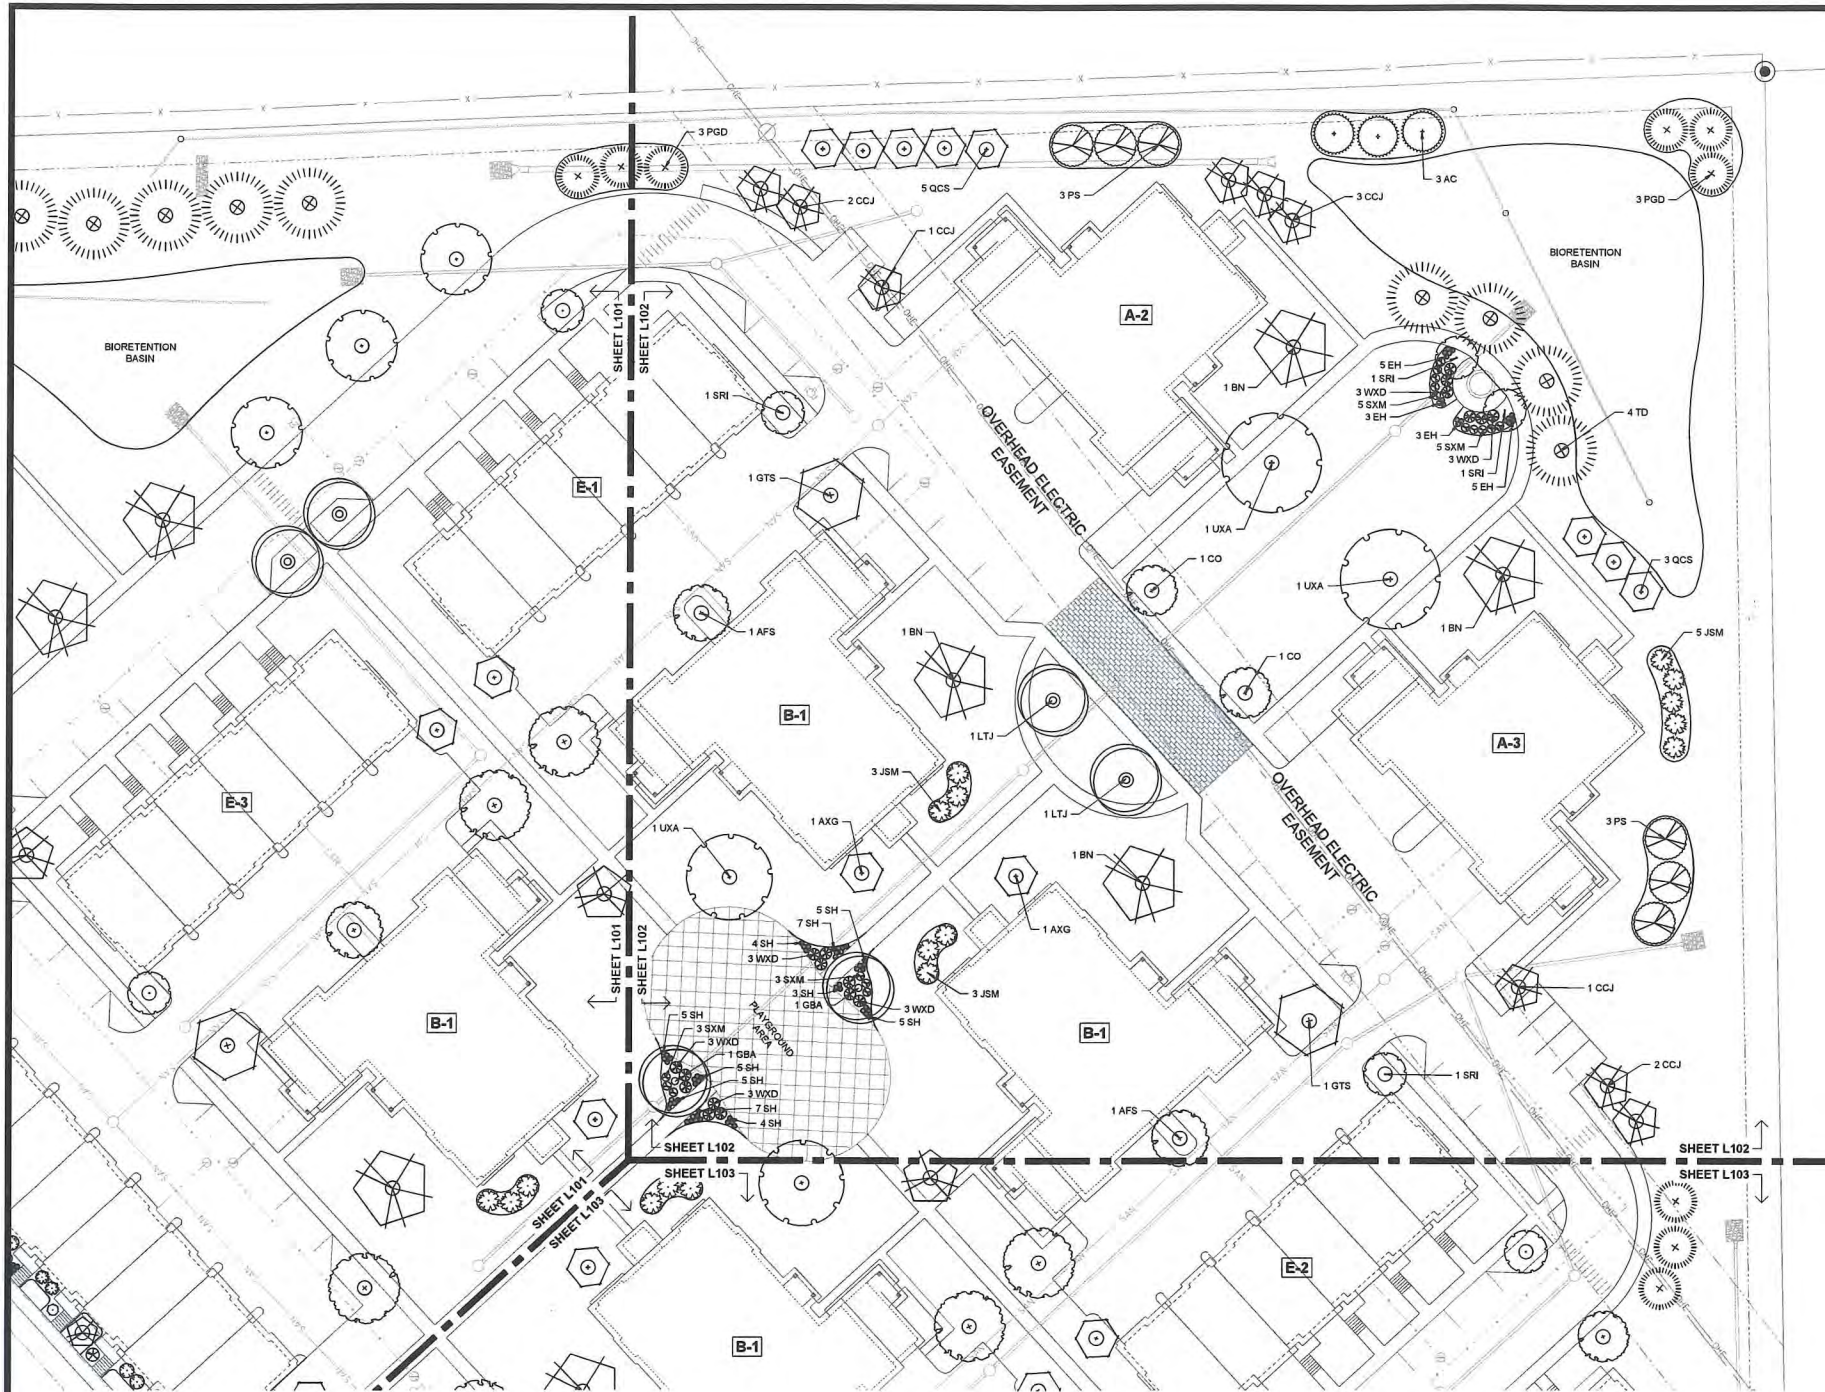 3 PGD
5 QCS
3 PS
3 AC
3 PGD
2 CCJ
3 CCJ
1 CCJ
BIORETENTION
BASIN
BIORETENTION
BASIN
SHEET L101
SHEET L102
A-2
1 SRI
1 BN
5 EH
1 SRI
3 WXD
5 SXM
3 EH
4 TD
3 EH
5 SXM
3 WXD
1 SRI
5 EH
OVERHEAD ELECTRIC
EASEMENT
E-1
1 GTS
1 UXA
1 CO
3 QCS
1 UXA
1 BN
1 AFS
1 BN
5 JSM
1 CO
B-1
1 LTJ
A-3
E-3
3 JSM
1 LTJ
OVERHEAD ELECTRIC
EASEMENT
3 PS
1 UXA
1 AXG
1 BN
5 SH
7 SH
4 SH
3 WXD
1 AXG
SHEET L101
SHEET L102
3 SXM
3 SH
1 GBA
3 JSM
3 WXD
5 SH
1 CCJ
PLAYGROUND
AREA
5 SH
3 SXM
3 WXD
1 GBA
5 SH
5 SH
3 WXD
7 SH
4 SH
B-1
B-1
1 GTS
1 SRI
2 CCJ
1 AFS
SHEET L102
SHEET L103
SHEET L102
SHEET L103
SHEET L101
SHEET L103
E-2
B-1